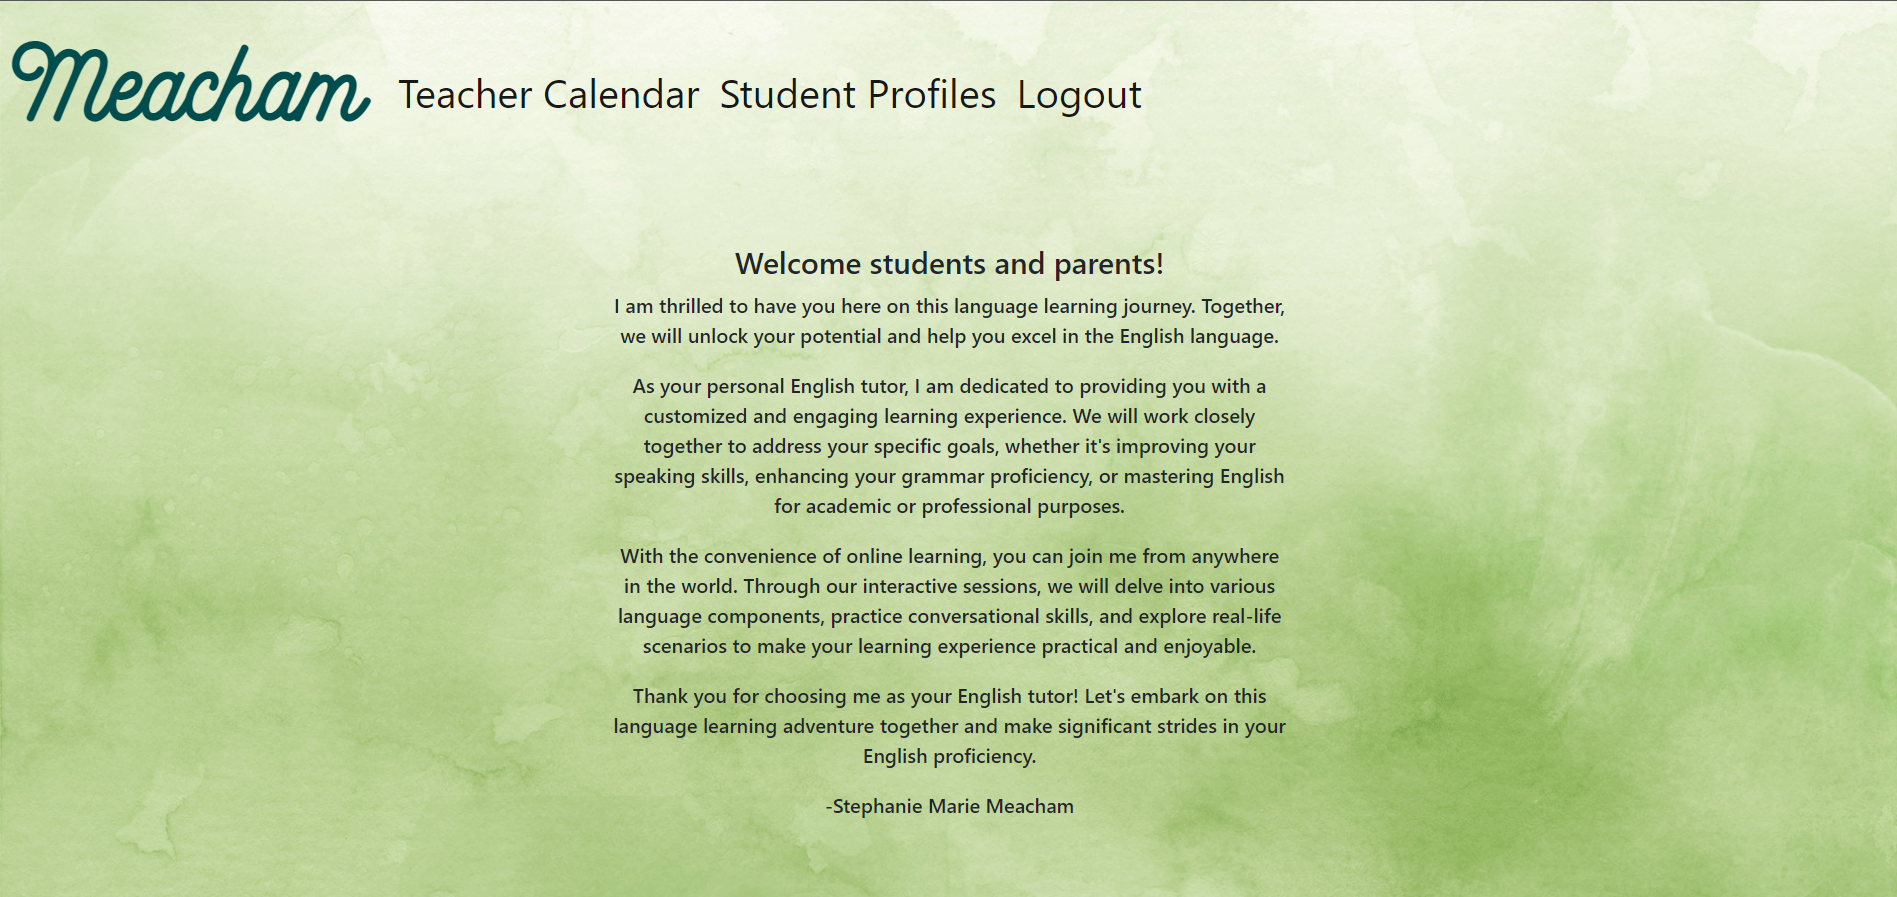 Meacham
Teacher Calendar Student Profiles Logout
Welcome students and parents!
I am thrilled to have you here on this language learning journey. Together,
we will unlock your potential and help you excel in the English language.
As your personal English tutor, I am dedicated to providing you with a
customized and engaging learning experience. We will work closely
together to address your specific goals, whether it's improving your
speaking skills, enhancing your grammar proficiency, or mastering English
for academic or professional purposes.
With the convenience of online learning, you can join me from anywhere
in the world. Through our interactive sessions, we will delve into various
language components, practice conversational skills, and explore real-life
scenarios to make your learning experience practical and enjoyable.
Thank you for choosing me as your English tutor! Let's embark on this
language learning adventure together and make significant strides in your
English proficiency.
-Stephanie Marie Meacham